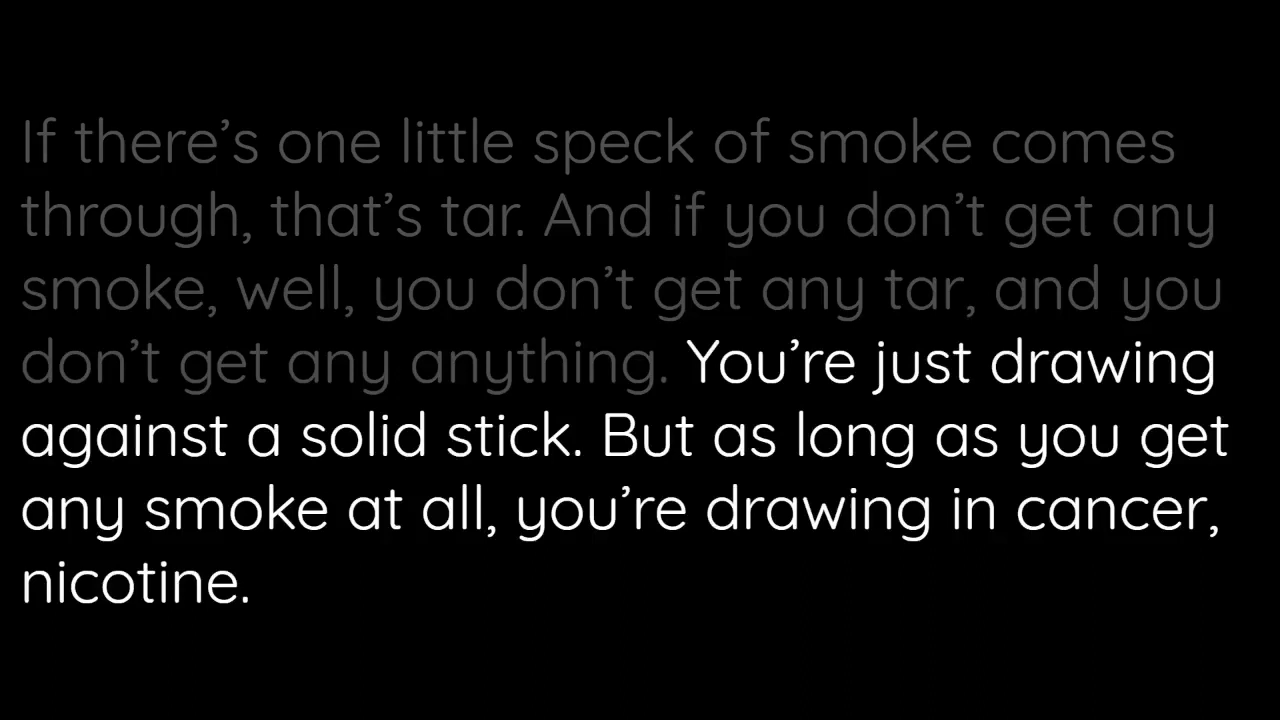 If there’s one little speck of smoke comes
through, that’s tar. And if you don’t get any
smoke, well, you don’t get any tar, and you
don’t get any anything. You’re just drawing
against a solid stick. But as long as you get
any smoke at all, you’re drawing in cancer,
nicotine.